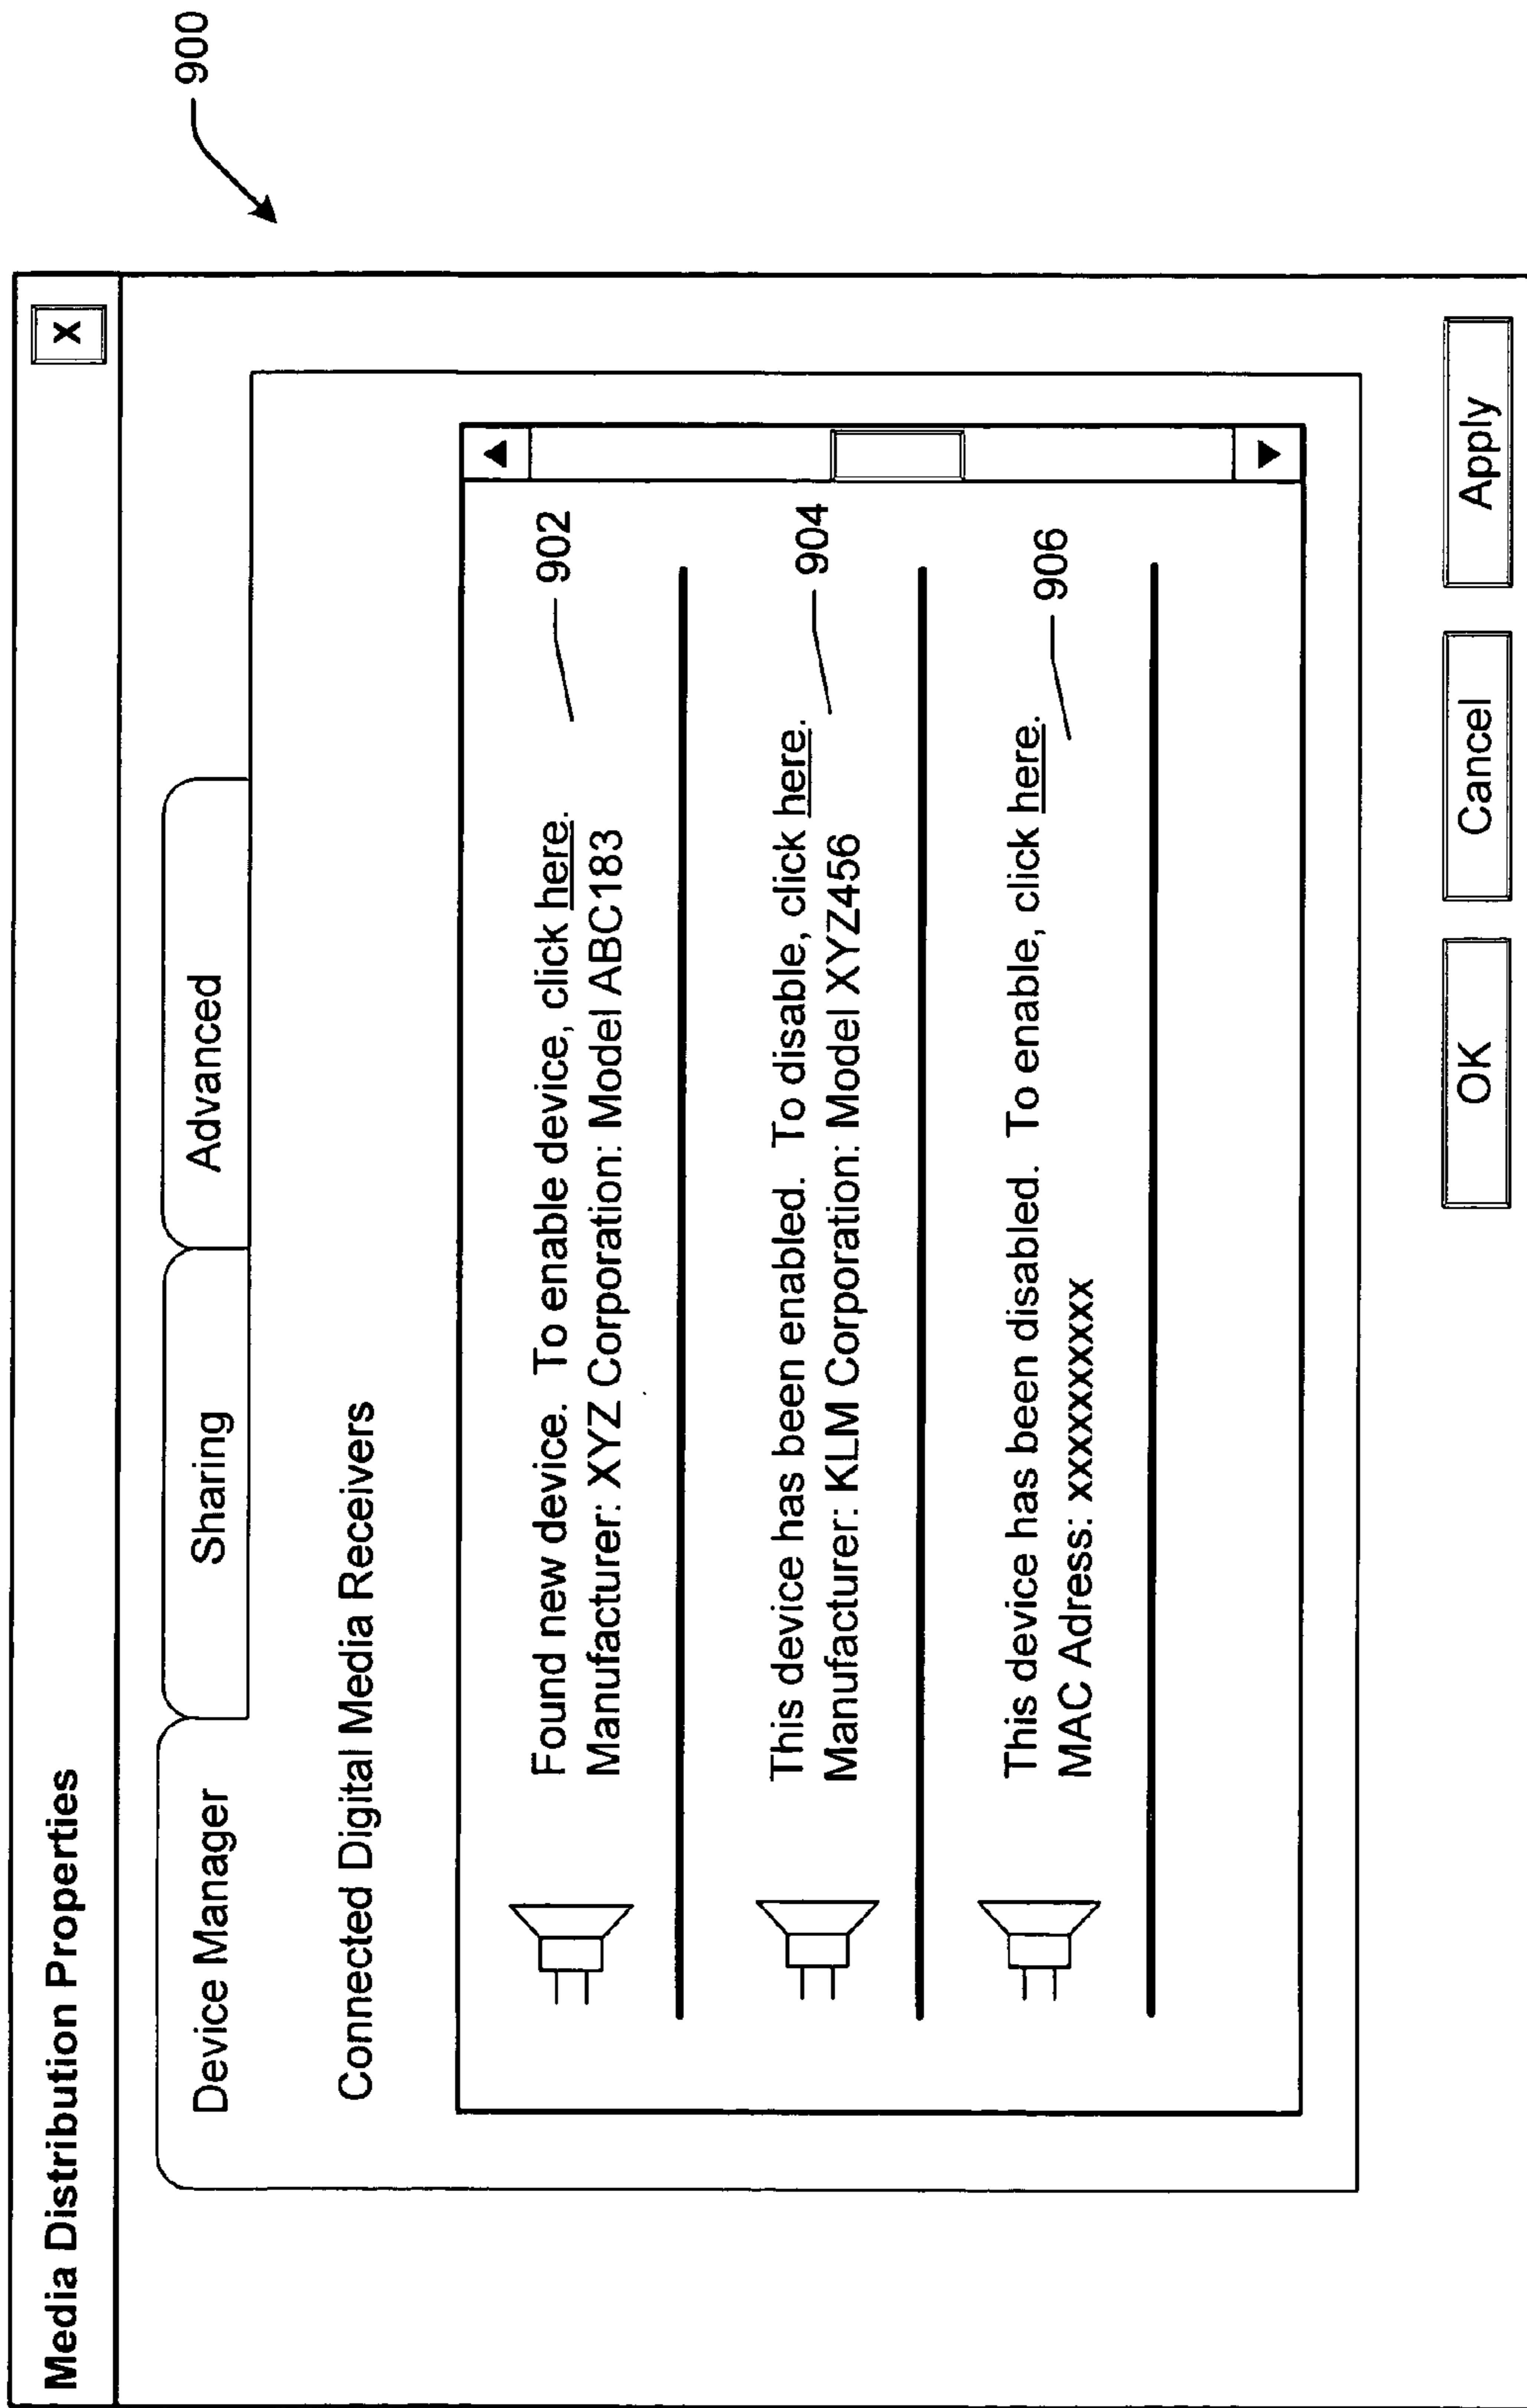 900
Media Distribution Properties
X
Device Manager
Sharing
Advanced
Connected Digital Media Receivers
Found new device. To enable device, click here.
Manufacturer: XYZ Corporation: Model ABC183
902
This device has been enabled. To disable, click here.
Manufacturer: KLM Corporation: Model XYZ456
904
This device has been disabled. To enable, click here.
MAC Adress: xxxxxxxxx
906
OK
Cancel
Apply